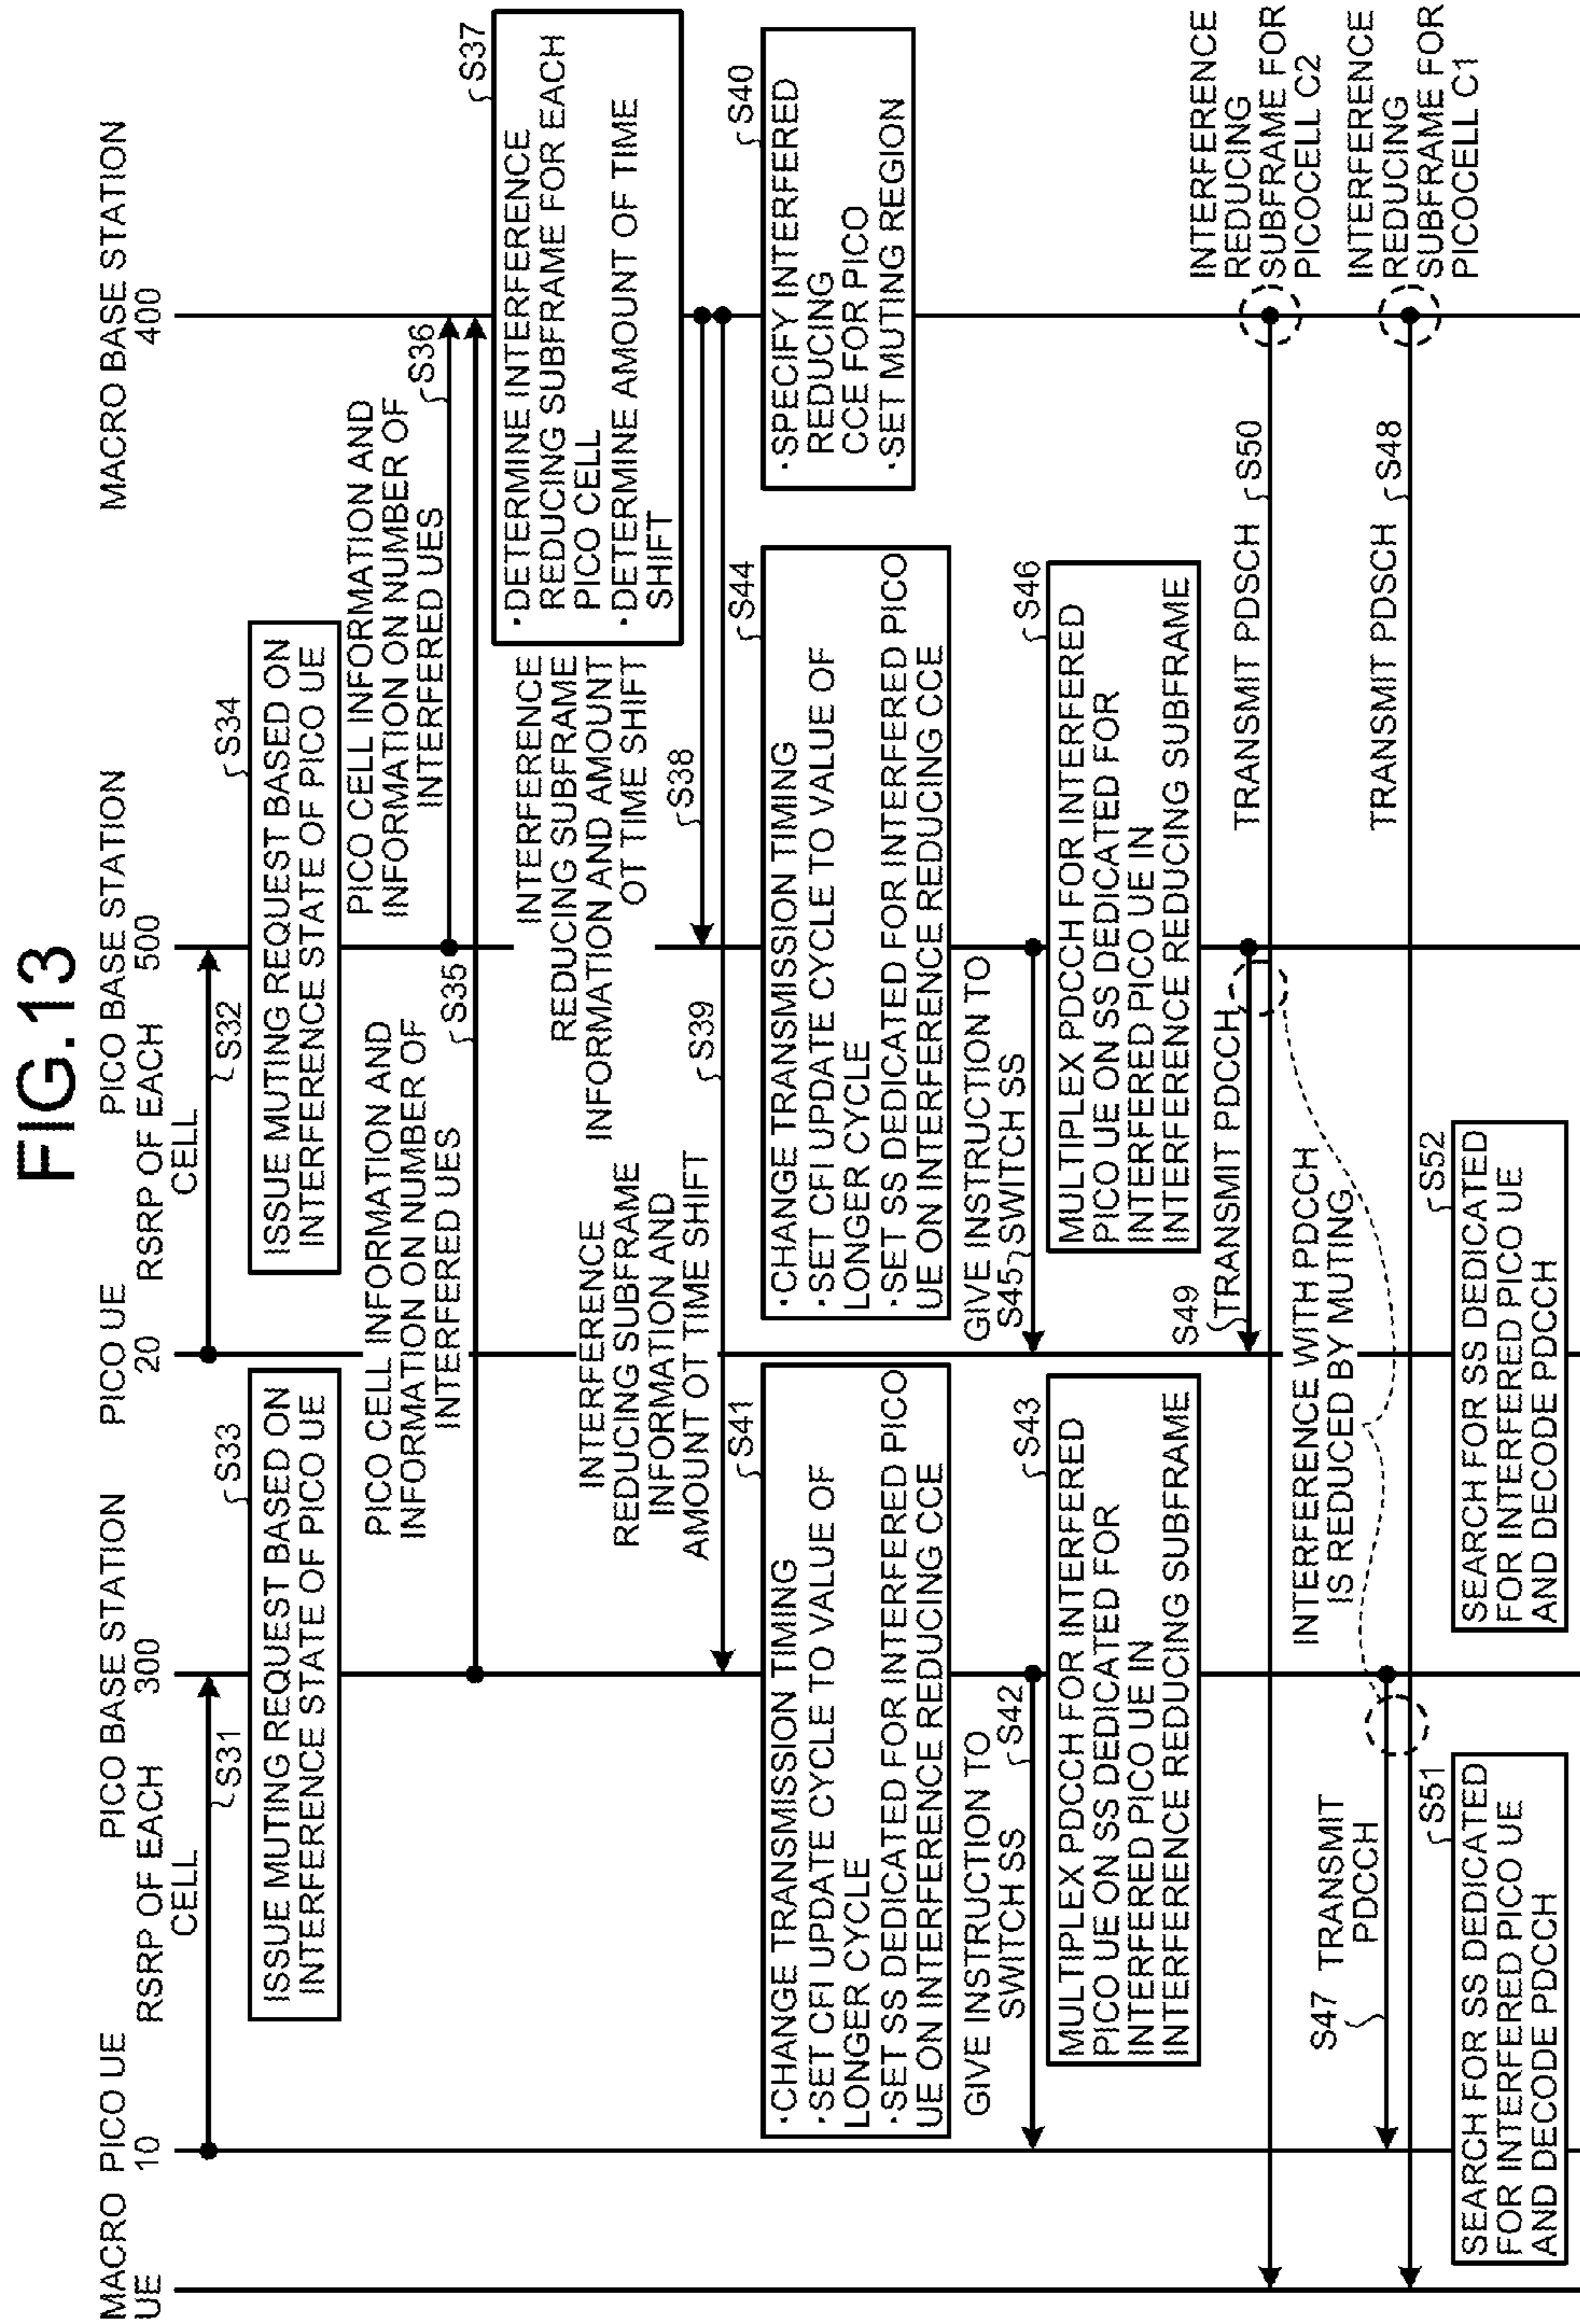 FIG.13
MACRO
UE
PICO UE
10
PICO BASE STATION
300
PICO UE
20
PICO BASE STATION
500
MACRO BASE STATION
400
RSRP OF EACH
CELL
S31
RSRP OF EACH
CELL
S32
S33
ISSUE MUTING REQUEST BASED ON
INTERFERENCE STATE OF PICO UE
S34
ISSUE MUTING REQUEST BASED ON
INTERFERENCE STATE OF PICO UE
PICO CELL INFORMATION AND
INFORMATION ON NUMBER OF
INTERFERED UES
S35
PICO CELL INFORMATION AND
INFORMATION ON NUMBER OF
INTERFERED UES
S36
S37
· DETERMINE INTERFERENCE
REDUCING SUBFRAME FOR EACH
PICO CELL
· DETERMINE AMOUNT OF TIME
SHIFT
INTERFERENCE
REDUCING SUBFRAME
INFORMATION AND AMOUNT
OT TIME SHIFT
S38
INTERFERENCE
REDUCING SUBFRAME
INFORMATION AND
AMOUNT OT TIME SHIFT
S39
S40
· SPECIFY INTERFERED
REDUCING
CCE FOR PICO
· SET MUTING REGION
S41
· CHANGE TRANSMISSION TIMING
· SET CFI UPDATE CYCLE TO VALUE OF
LONGER CYCLE
· SET SS DEDICATED FOR INTERFERED PICO
UE ON INTERFERENCE REDUCING CCE
S44
· CHANGE TRANSMISSION TIMING
· SET CFI UPDATE CYCLE TO VALUE OF
LONGER CYCLE
· SET SS DEDICATED FOR INTERFERED PICO
UE ON INTERFERENCE REDUCING CCE
GIVE INSTRUCTION TO
SWITCH SS
S42
GIVE INSTRUCTION TO
S45 SWITCH SS
S43
MULTIPLEX PDCCH FOR INTERFERED
PICO UE ON SS DEDICATED FOR
INTERFERED PICO UE IN
INTERFERENCE REDUCING SUBFRAME
S46
MULTIPLEX PDCCH FOR INTERFERED
PICO UE ON SS DEDICATED FOR
INTERFERED PICO UE IN
INTERFERENCE REDUCING SUBFRAME
S49
TRANSMIT PDCCH
TRANSMIT PDSCH S50
INTERFERENCE
REDUCING
SUBFRAME FOR
PICOCELL C2
S47 TRANSMIT
PDCCH
INTERFERENCE WITH PDCCH
IS REDUCED BY MUTING
TRANSMIT PDSCH S48
INTERFERENCE
REDUCING
SUBFRAME FOR
PICOCELL C1
S51
SEARCH FOR SS DEDICATED
FOR INTERFERED PICO UE
AND DECODE PDCCH
S52
SEARCH FOR SS DEDICATED
FOR INTERFERED PICO UE
AND DECODE PDCCH